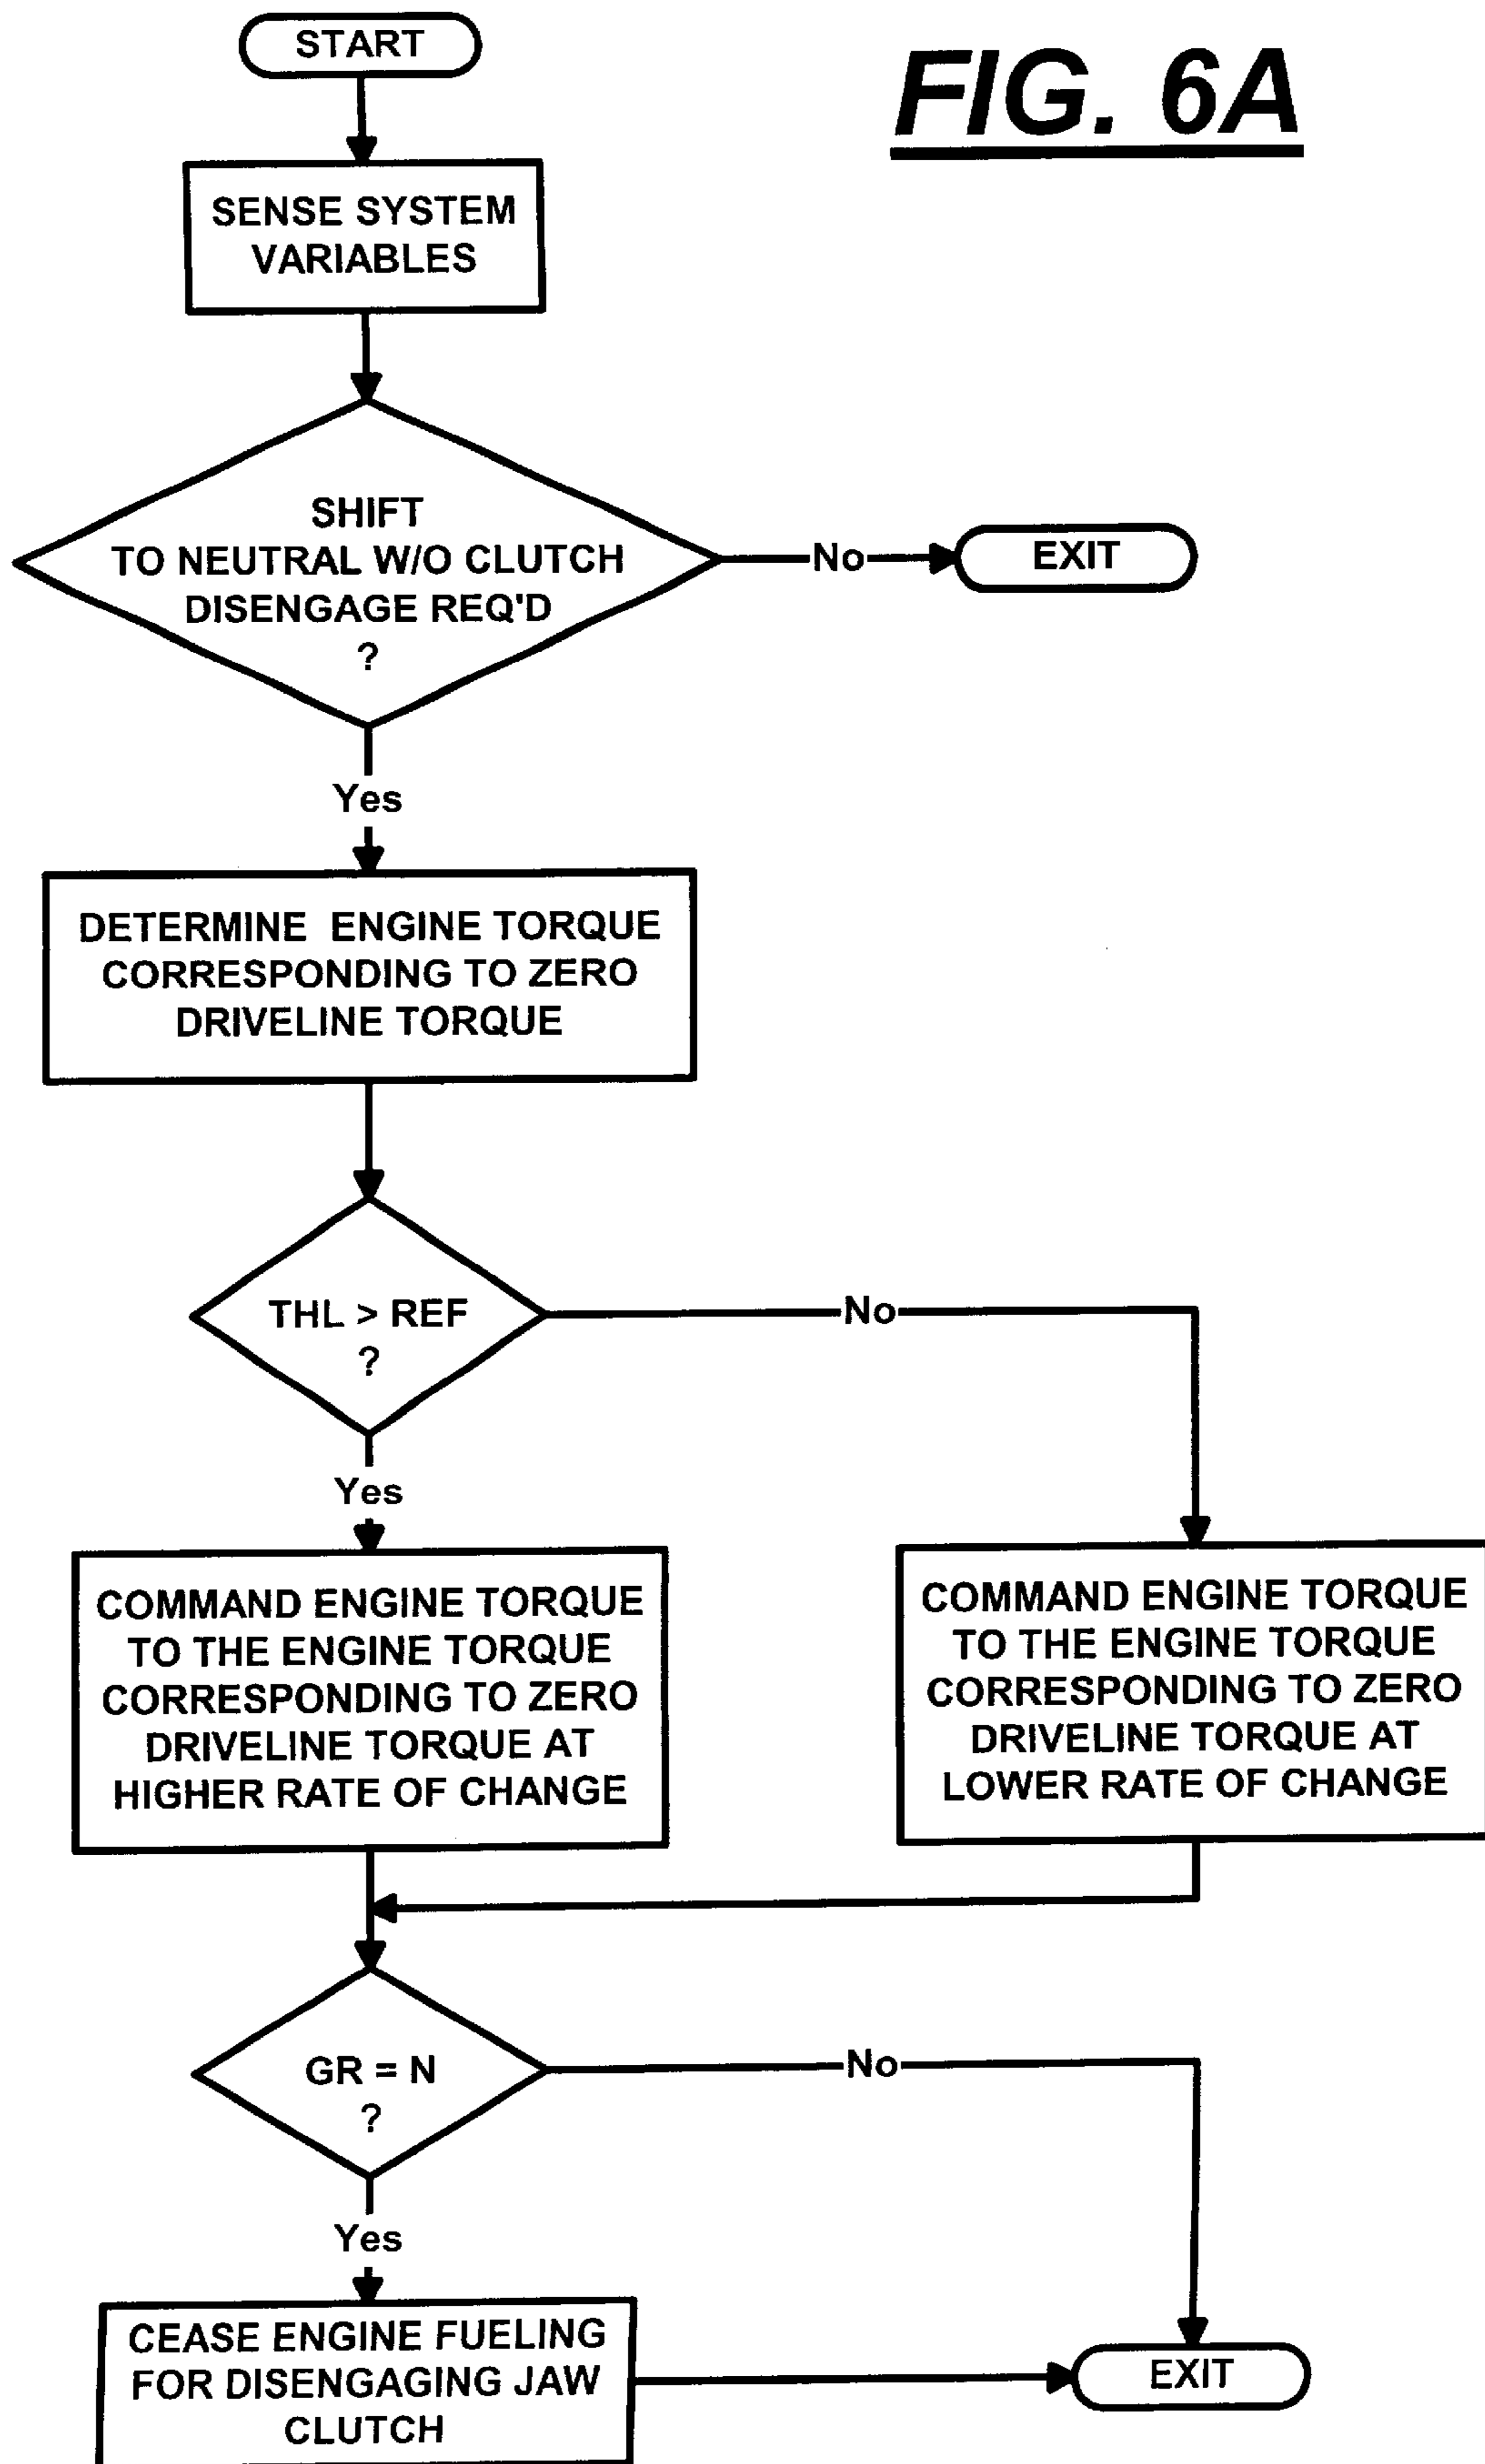 START
FIG. 6A
SENSE SYSTEM
VARIABLES
SHIFT
TO NEUTRAL W/O CLUTCH
DISENGAGE REQ'D
?
No
EXIT
Yes
DETERMINE ENGINE TORQUE
CORRESPONDING TO ZERO
DRIVELINE TORQUE
THL > REF
?
No
Yes
COMMAND ENGINE TORQUE
TO THE ENGINE TORQUE
CORRESPONDING TO ZERO
DRIVELINE TORQUE AT
HIGHER RATE OF CHANGE
COMMAND ENGINE TORQUE
TO THE ENGINE TORQUE
CORRESPONDING TO ZERO
DRIVELINE TORQUE AT
LOWER RATE OF CHANGE
GR = N
?
No
Yes
CEASE ENGINE FUELING
FOR DISENGAGING JAW
CLUTCH
EXIT